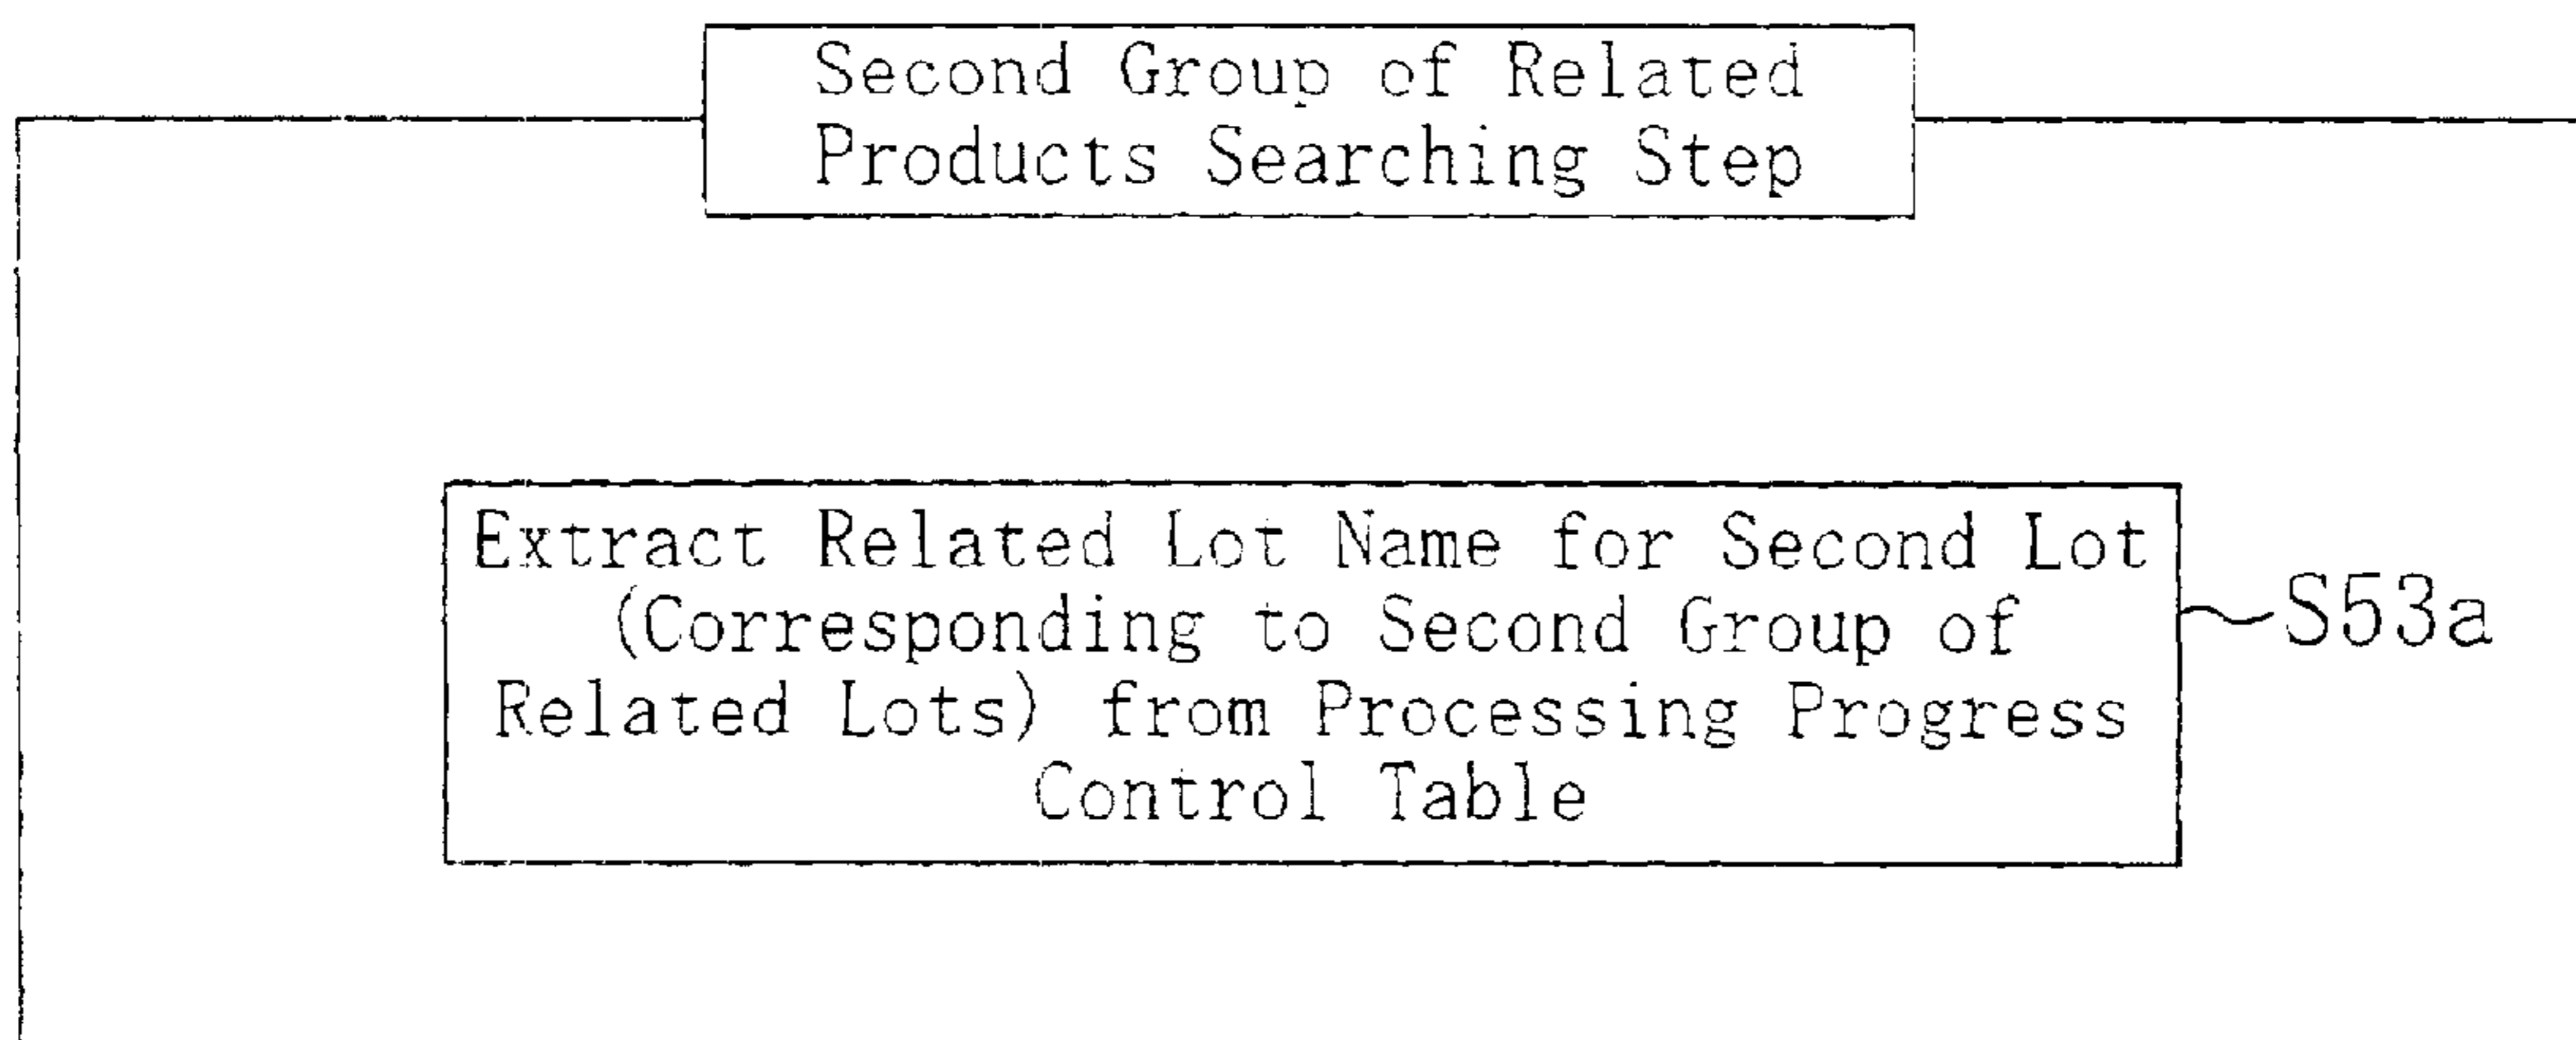 Second Group of Related
Products Searching Step
Extract Related Lot Name for Second Lot
(Corresponding to Second Group of
Related Lots) from Processing Progress
Control Table
S53a